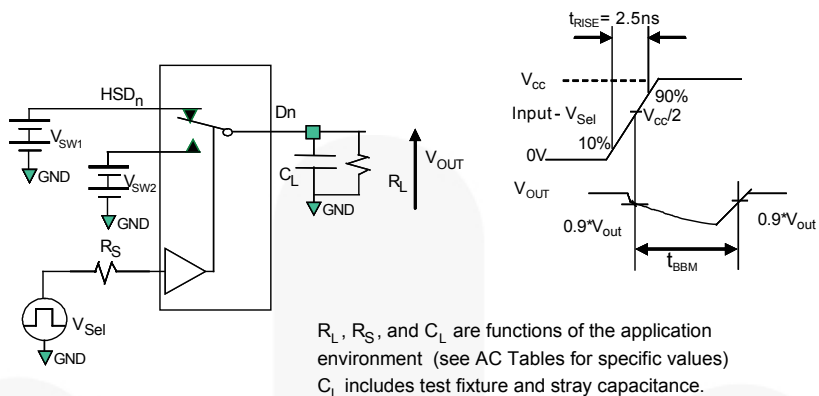 tRISE = 2.5ns
HSDn
Dn
VSW1
GND
VSW2
GND
CL
RL
VOUT
GND
RS
VSel
GND
Vcc
90%
Input - VSel
Vcc/2
10%
0V
VOUT
0.9*Vout
0.9*Vout
tBBM
RL , RS, and CL are functions of the application
environment (see AC Tables for specific values)
CL includes test fixture and stray capacitance.